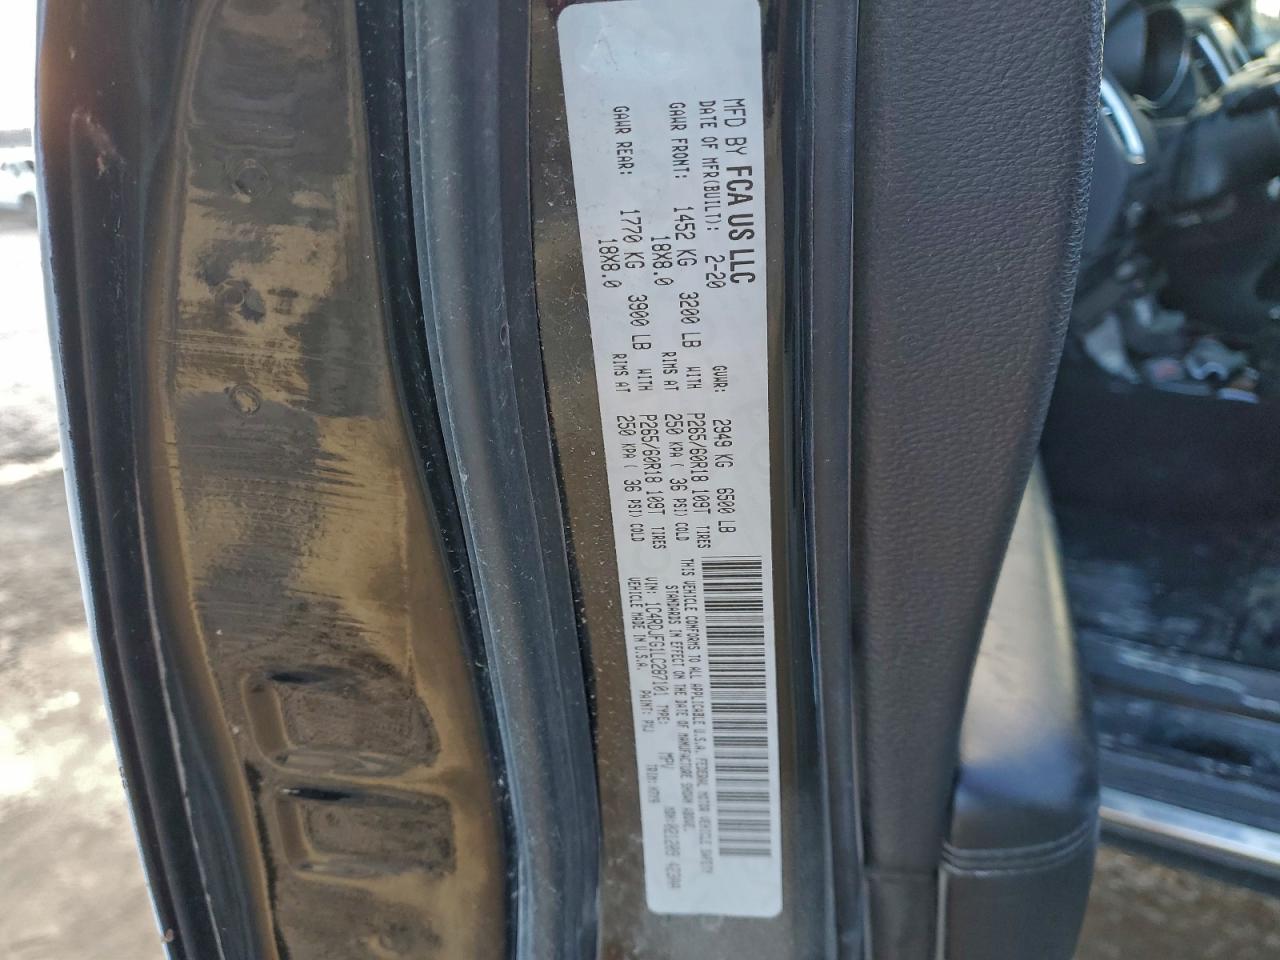 MFD BY FCA US LLC
DATE OF MFR(BUILT): 2-20 GVWR: 2949 KG 6500 LB
GAWR FRONT: 1452 KG 3200 LB WITH P265/60R18 109T TIRES
18X8.0 RIMS AT 250 KPA ( 36 PSI) COLD
GAWR REAR: 1770 KG 3900 LB WITH P265/60R18 109T TIRES
18X8.0 RIMS AT 250 KPA ( 36 PSI) COLD
THIS VEHICLE CONFORMS TO ALL APPLICABLE U.S.A. FEDERAL MOTOR VEHICLE SAFETY
STANDARDS IN EFFECT ON THE DATE OF MANUFACTURE SHOWN ABOVE.
VIN: 1C4RDJFG1LC287101 TYPE: MPV
VEHICLE MADE IN U.S.A. PAINT: TRIM: